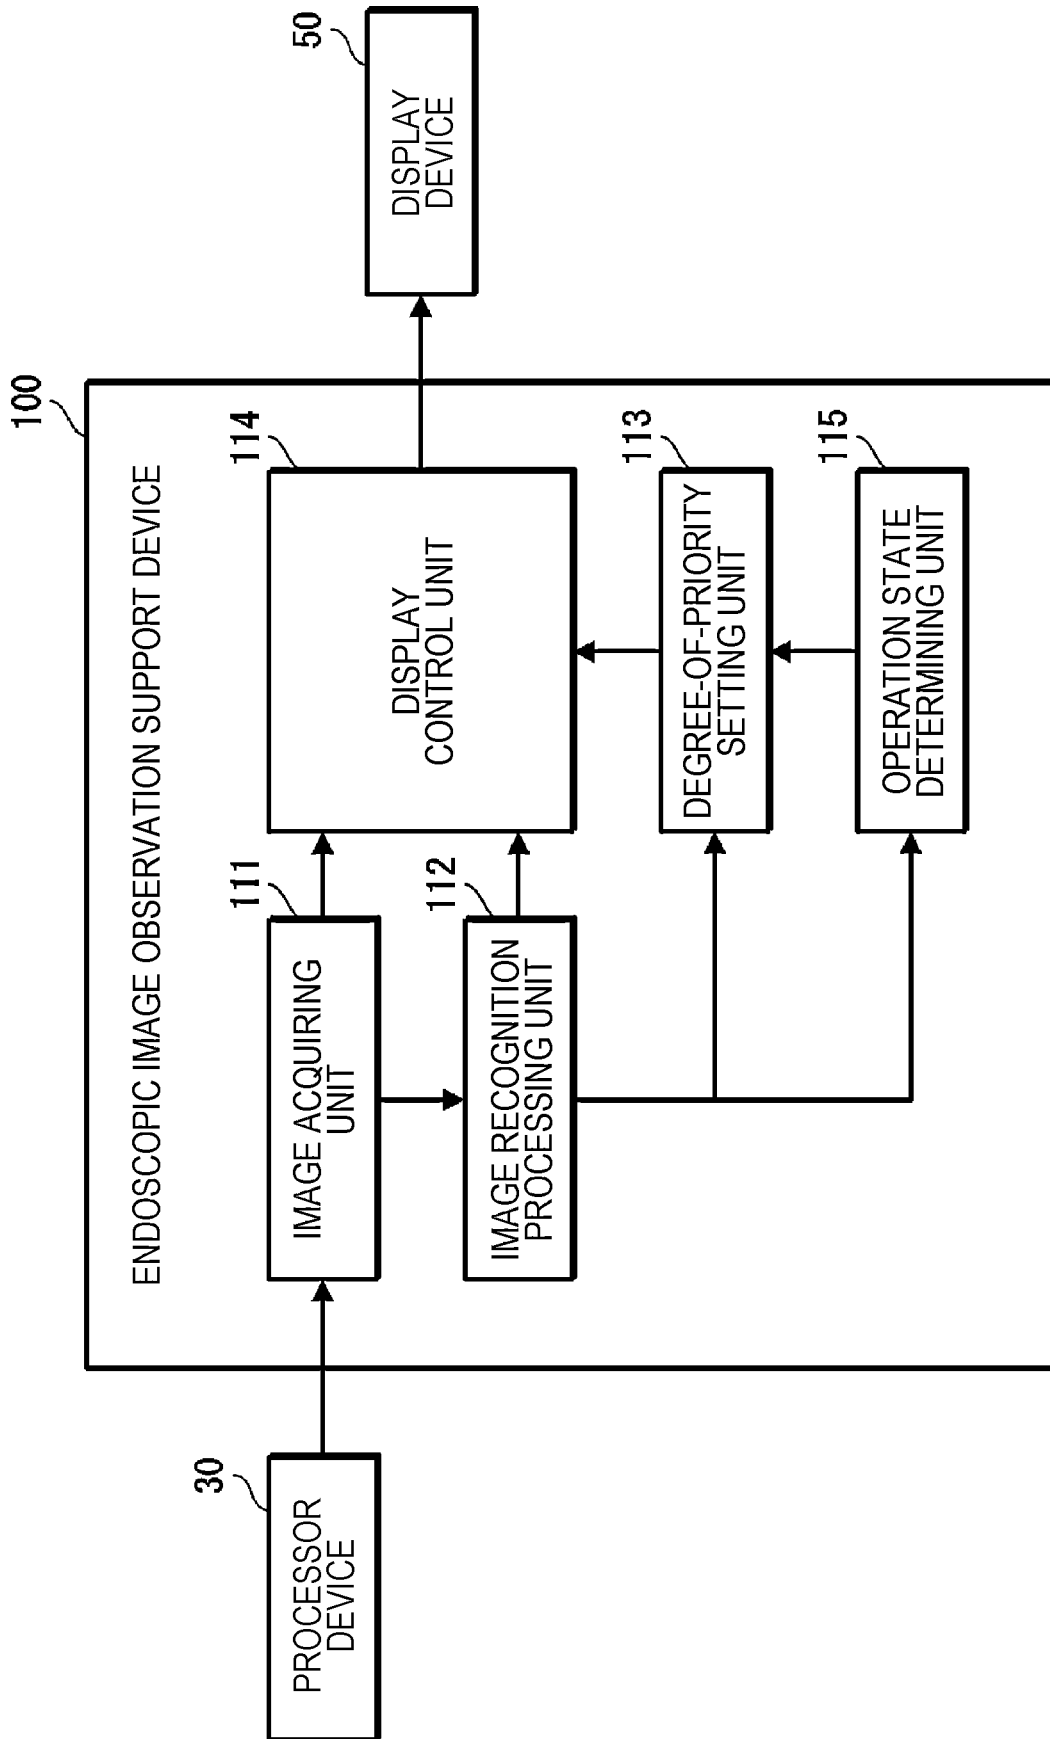 100
ENDOSCOPIC IMAGE OBSERVATION SUPPORT DEVICE
30
PROCESSOR
DEVICE
111
IMAGE ACQUIRING
UNIT
114
DISPLAY
CONTROL UNIT
50
DISPLAY
DEVICE
112
IMAGE RECOGNITION
PROCESSING UNIT
113
DEGREE-OF-PRIORITY
SETTING UNIT
115
OPERATION STATE
DETERMINING UNIT